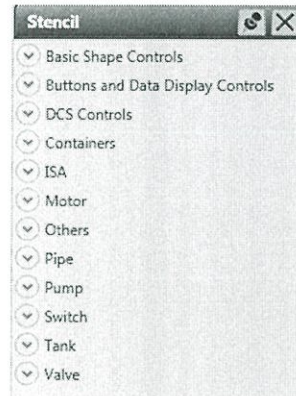 Stencil
Basic Shape Controls
Buttons and Data Display Controls
DCS Controls
Containers
ISA
Motor
Others
Pipe
Pump
Switch
Tank
Valve